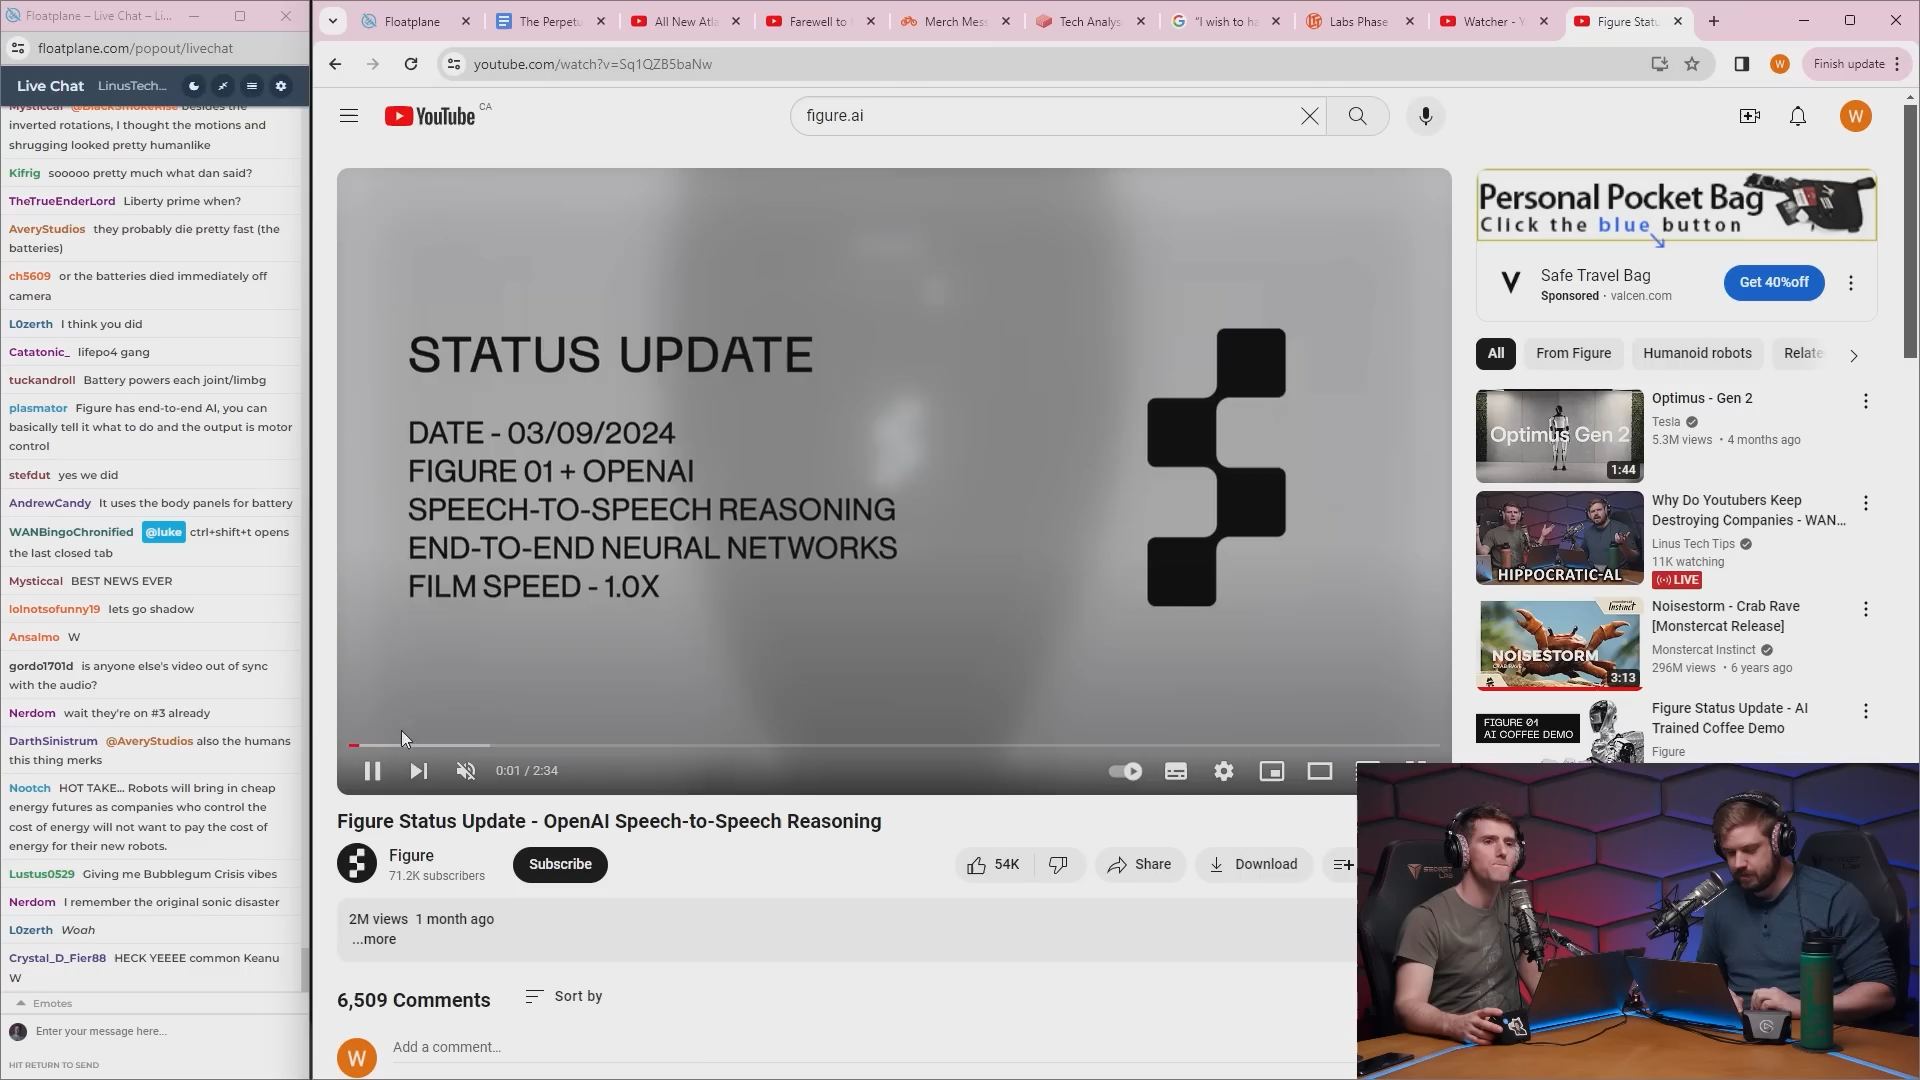 Floatplane – Live Chat – Li...
floatplane.com/popout/livechat
Live Chat LinusTech...
Mysticcal @BlackSmokeRise besides the
inverted rotations, I thought the motions and
shrugging looked pretty humanlike
Kifrig sooooo pretty much what dan said?
TheTrueEnderLord Liberty prime when?
AveryStudios they probably die pretty fast (the
batteries)
ch5609 or the batteries died immediately off
camera
L0zerth I think you did
Catatonic_ lifepo4 gang
tuckandroll Battery powers each joint/limbg
plasmator Figure has end-to-end AI, you can
basically tell it what to do and the output is motor
control
stefdut yes we did
AndrewCandy It uses the body panels for battery
WANBingoChronified @luke ctrl+shift+t opens
the last closed tab
Mysticcal BEST NEWS EVER
lolnotsofunny19 lets go shadow
Ansalmo W
gordo1701d is anyone else's video out of sync
with the audio?
Nerdom wait they're on #3 already
DarthSinistrum @AveryStudios also the humans
this thing merks
Nootch HOT TAKE... Robots will bring in cheap
energy futures as companies who control the
cost of energy will not want to pay the cost of
energy for their new robots.
Lustus0529 Giving me Bubblegum Crisis vibes
Nerdom I remember the original sonic disaster
L0zerth Woah
Crystal_D_Fier88 HECK YEEEE common Keanu
W
Emotes
Enter your message here...
HIT RETURN TO SEND
Floatplane
The Perpetu
All New Atla
Farewell to
Merch Mess
Tech Analys
"I wish to ha
Labs Phase
Watcher - Y
Figure Statu
youtube.com/watch?v=Sq1QZB5baNw
W
Finish update
YouTube CA
figure.ai
W
STATUS UPDATE
DATE - 03/09/2024
FIGURE 01 + OPENAI
SPEECH-TO-SPEECH REASONING
END-TO-END NEURAL NETWORKS
FILM SPEED - 1.0X
0:01 / 2:34
Figure Status Update - OpenAI Speech-to-Speech Reasoning
Figure
71.2K subscribers
Subscribe
54K
Share
Download
2M views 1 month ago
...more
6,509 Comments
Sort by
W
Add a comment...
Personal Pocket Bag
Click the blue button
V
Safe Travel Bag
Sponsored · valcen.com
Get 40%off
All
From Figure
Humanoid robots
Relate
Optimus Gen 2
1:44
Optimus - Gen 2
Tesla
5.3M views • 4 months ago
HIPPOCRATIC-AL
Why Do Youtubers Keep
Destroying Companies - WAN...
Linus Tech Tips
11K watching
LIVE
Instinct
NOISESTORM
CRAB RAVE
3:13
Noisestorm - Crab Rave
[Monstercat Release]
Monstercat Instinct
296M views • 6 years ago
FIGURE 01
AI COFFEE DEMO
Figure Status Update - AI
Trained Coffee Demo
Figure
SECRET
LAB